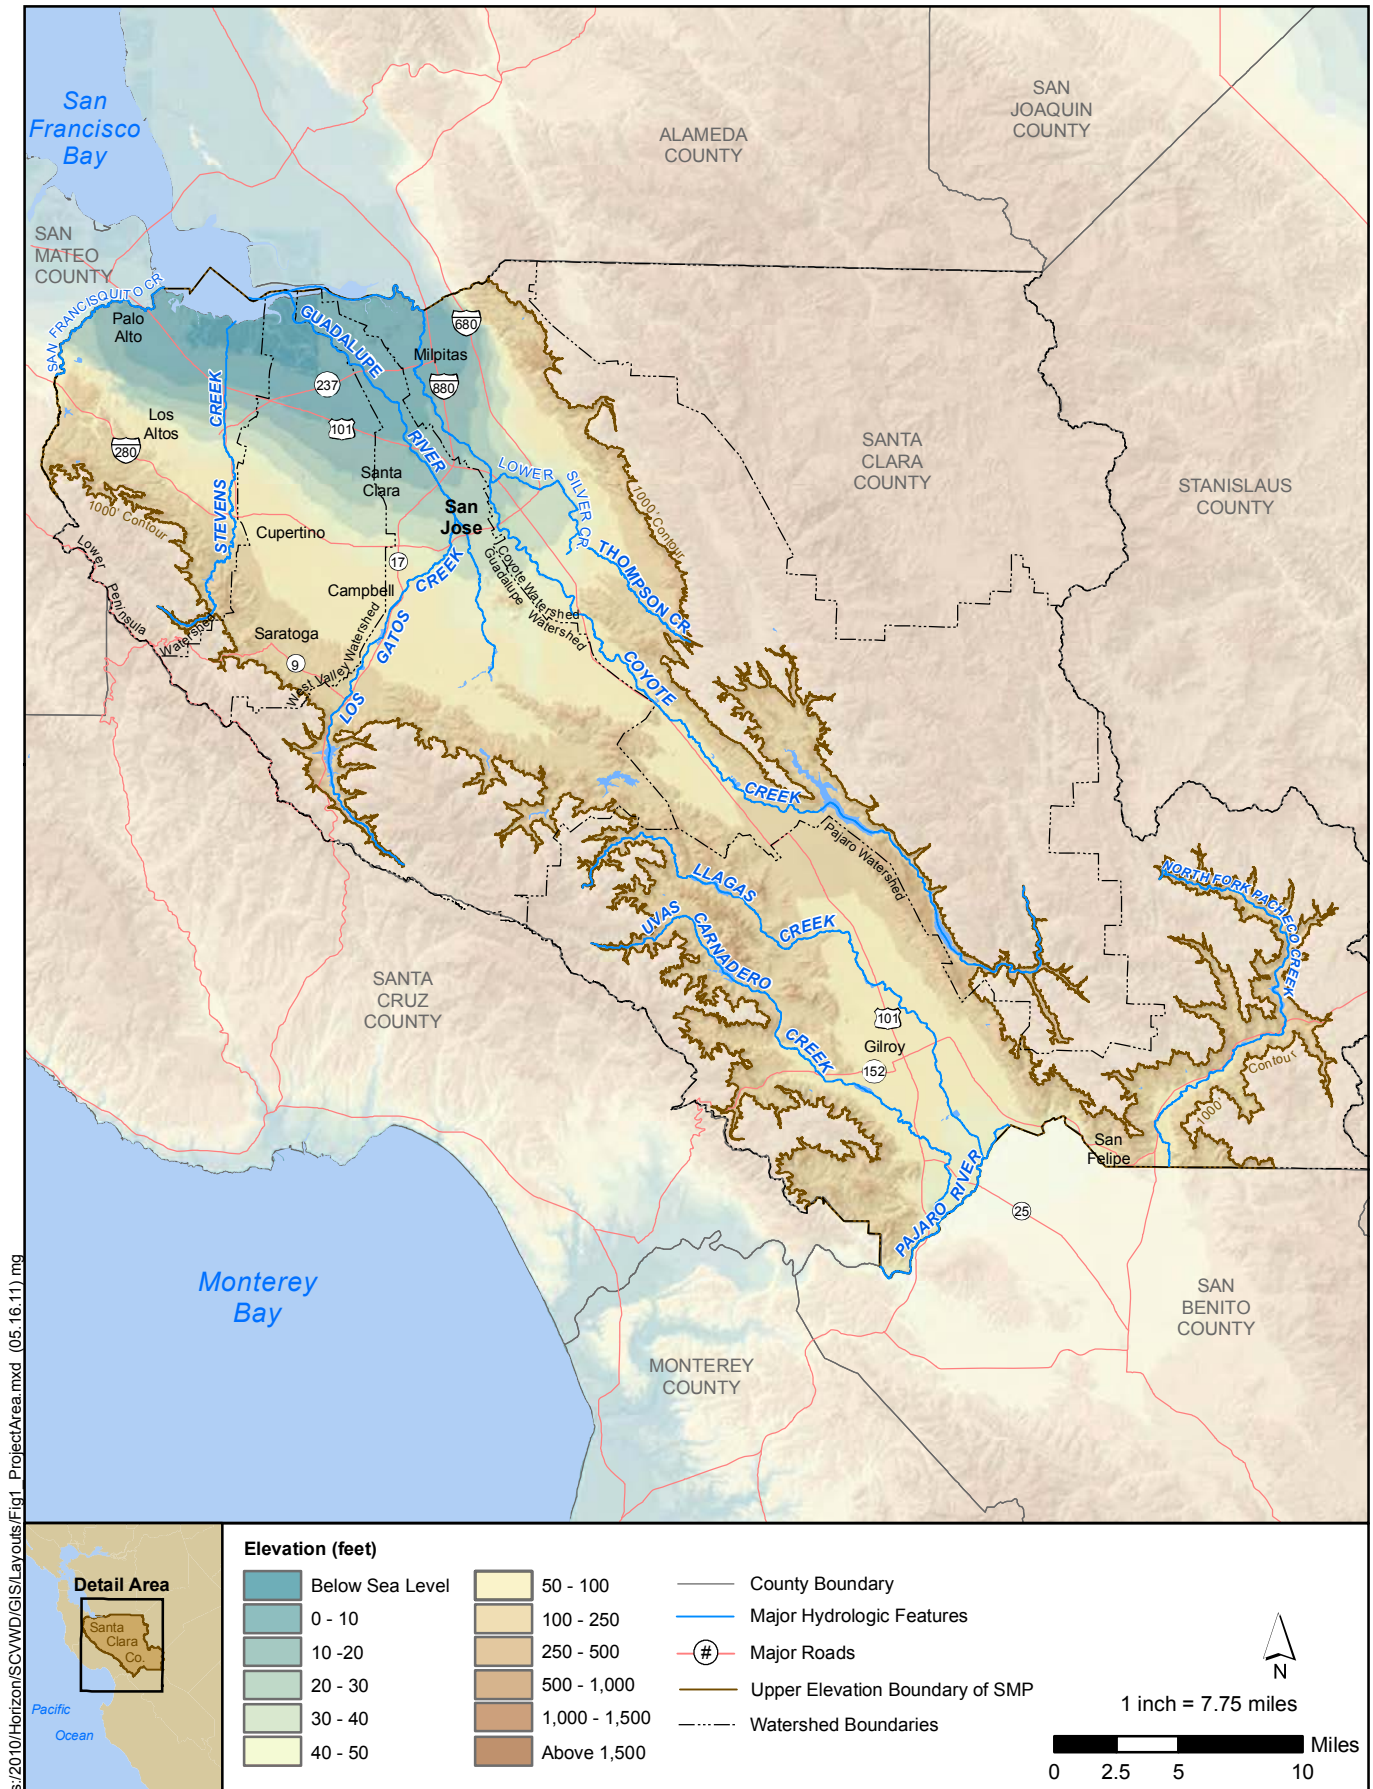 San
Francisco
Bay
SAN
JOAQUIN
COUNTY
ALAMEDA
COUNTY
SAN
MATEO
COUNTY
SAN FRANCISQUITO CR.
Palo
Alto
GUADALUPE
RIVER
680
Milpitas
880
237
101
STEVENS
CREEK
Los
Altos
280
Santa
Clara
San
Jose
LOWER
SILVER CR.
1000' Contour
SANTA
CLARA
COUNTY
STANISLAUS
COUNTY
1000' Contour
Cupertino
17
Lower
Peninsula
Watershed
Campbell
LOS
GATOS
CREEK
Coyote Watershed
Guadalupe
Watershed
THOMPSON CR.
Saratoga
9
West Valley Watershed
COYOTE
CREEK
Pajaro Watershed
LLAGAS
CREEK
UVAS
CARNADERO
CREEK
NORTH FORK PACHECO CREEK
SANTA
CRUZ
COUNTY
101
Gilroy
152
1000'
Contour
San
Felipe
PAJARO RIVER
25
Monterey
Bay
SAN
BENITO
COUNTY
MONTEREY
COUNTY
s:/2010/Horizon/SCVWD/GIS/Layouts/Fig1_ProjectArea.mxd (05.16.11) mg
Detail Area
Santa
Clara
Co.
Pacific
Ocean
Elevation (feet)
Below Sea Level
0 - 10
10 -20
20 - 30
30 - 40
40 - 50
50 - 100
100 - 250
250 - 500
500 - 1,000
1,000 - 1,500
Above 1,500
County Boundary
Major Hydrologic Features
# Major Roads
Upper Elevation Boundary of SMP
Watershed Boundaries
N
1 inch = 7.75 miles
Miles
0 2.5 5 10